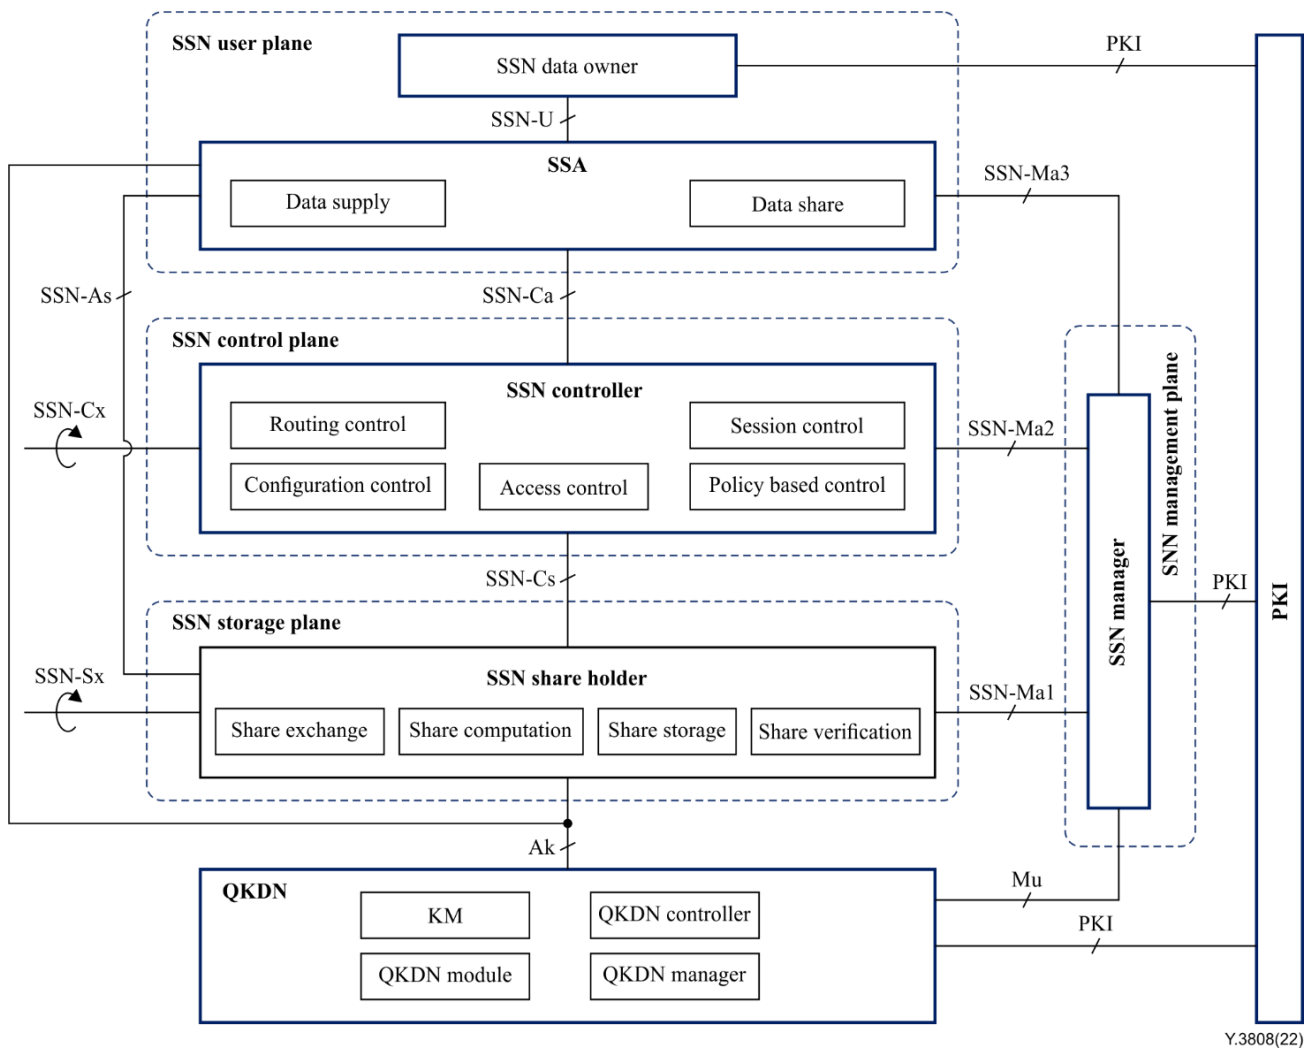 SSN user plane
SSN data owner
PKI
SSN-U
SSA
Data supply
Data share
SSN-Ma3
SSN-As
SSN-Ca
SSN control plane
SSN controller
SSN-Cx
Routing control
Session control
SSN-Ma2
Configuration control
Access control
Policy based control
SSN-Cs
SSN manager
SNN management plane
PKI
PKI
SSN storage plane
SSN share holder
SSN-Sx
SSN-Ma1
Share exchange
Share computation
Share storage
Share verification
Ak
QKDN
Mu
KM
QKDN controller
PKI
QKDN module
QKDN manager
Y.3808(22)